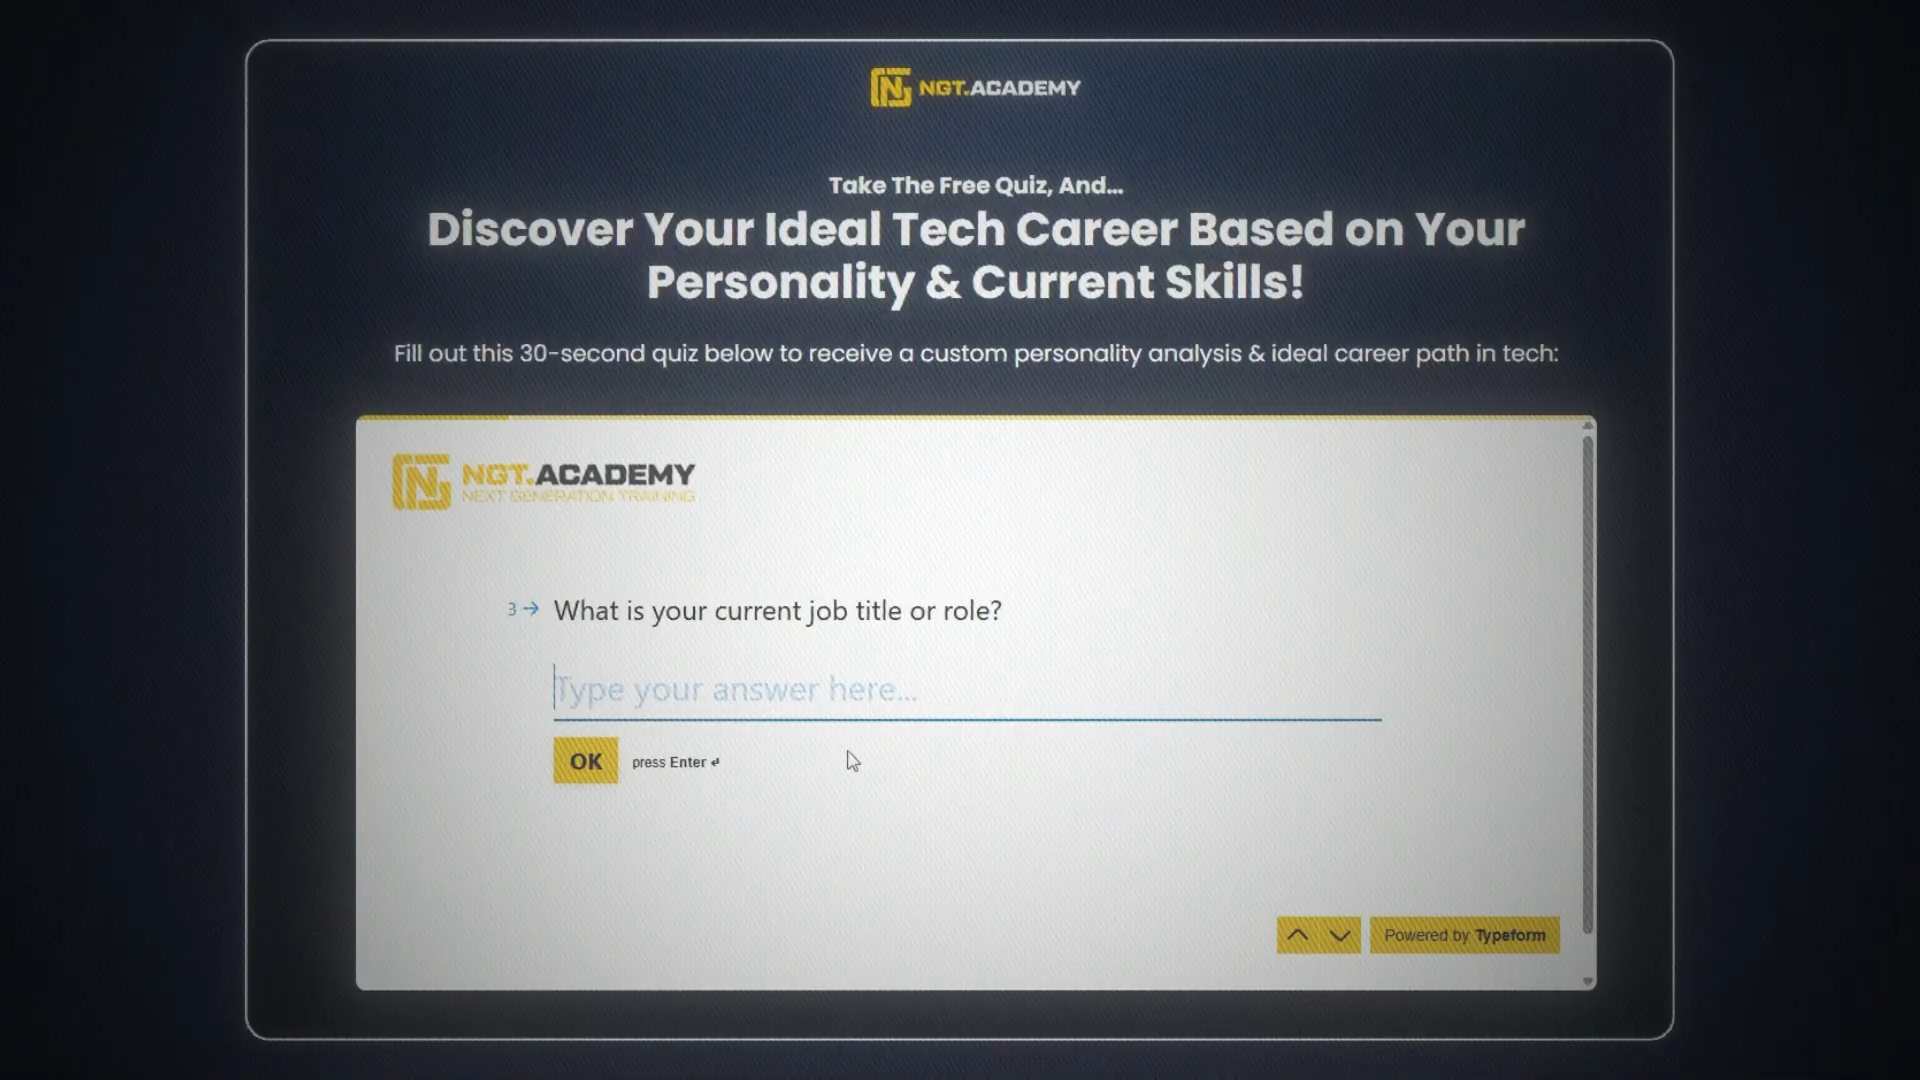 NGT.ACADEMY
Take The Free Quiz, And...
Discover Your Ideal Tech Career Based on Your
Personality & Current Skills!
Fill out this 30-second quiz below to receive a custom personality analysis & ideal career path in tech:
NGT.ACADEMY
NEXT GENERATION TRAINING
3 → What is your current job title or role?
Type your answer here...
OK press Enter ↵
Powered by Typeform